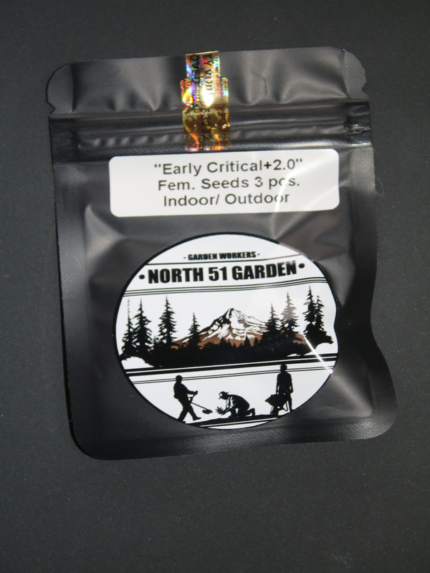 "Early Critical+2.0"
Fem. Seeds 3 pcs.
Indoor/ Outdoor
- GARDEN WORKERS -
• NORTH 51 GARDEN •